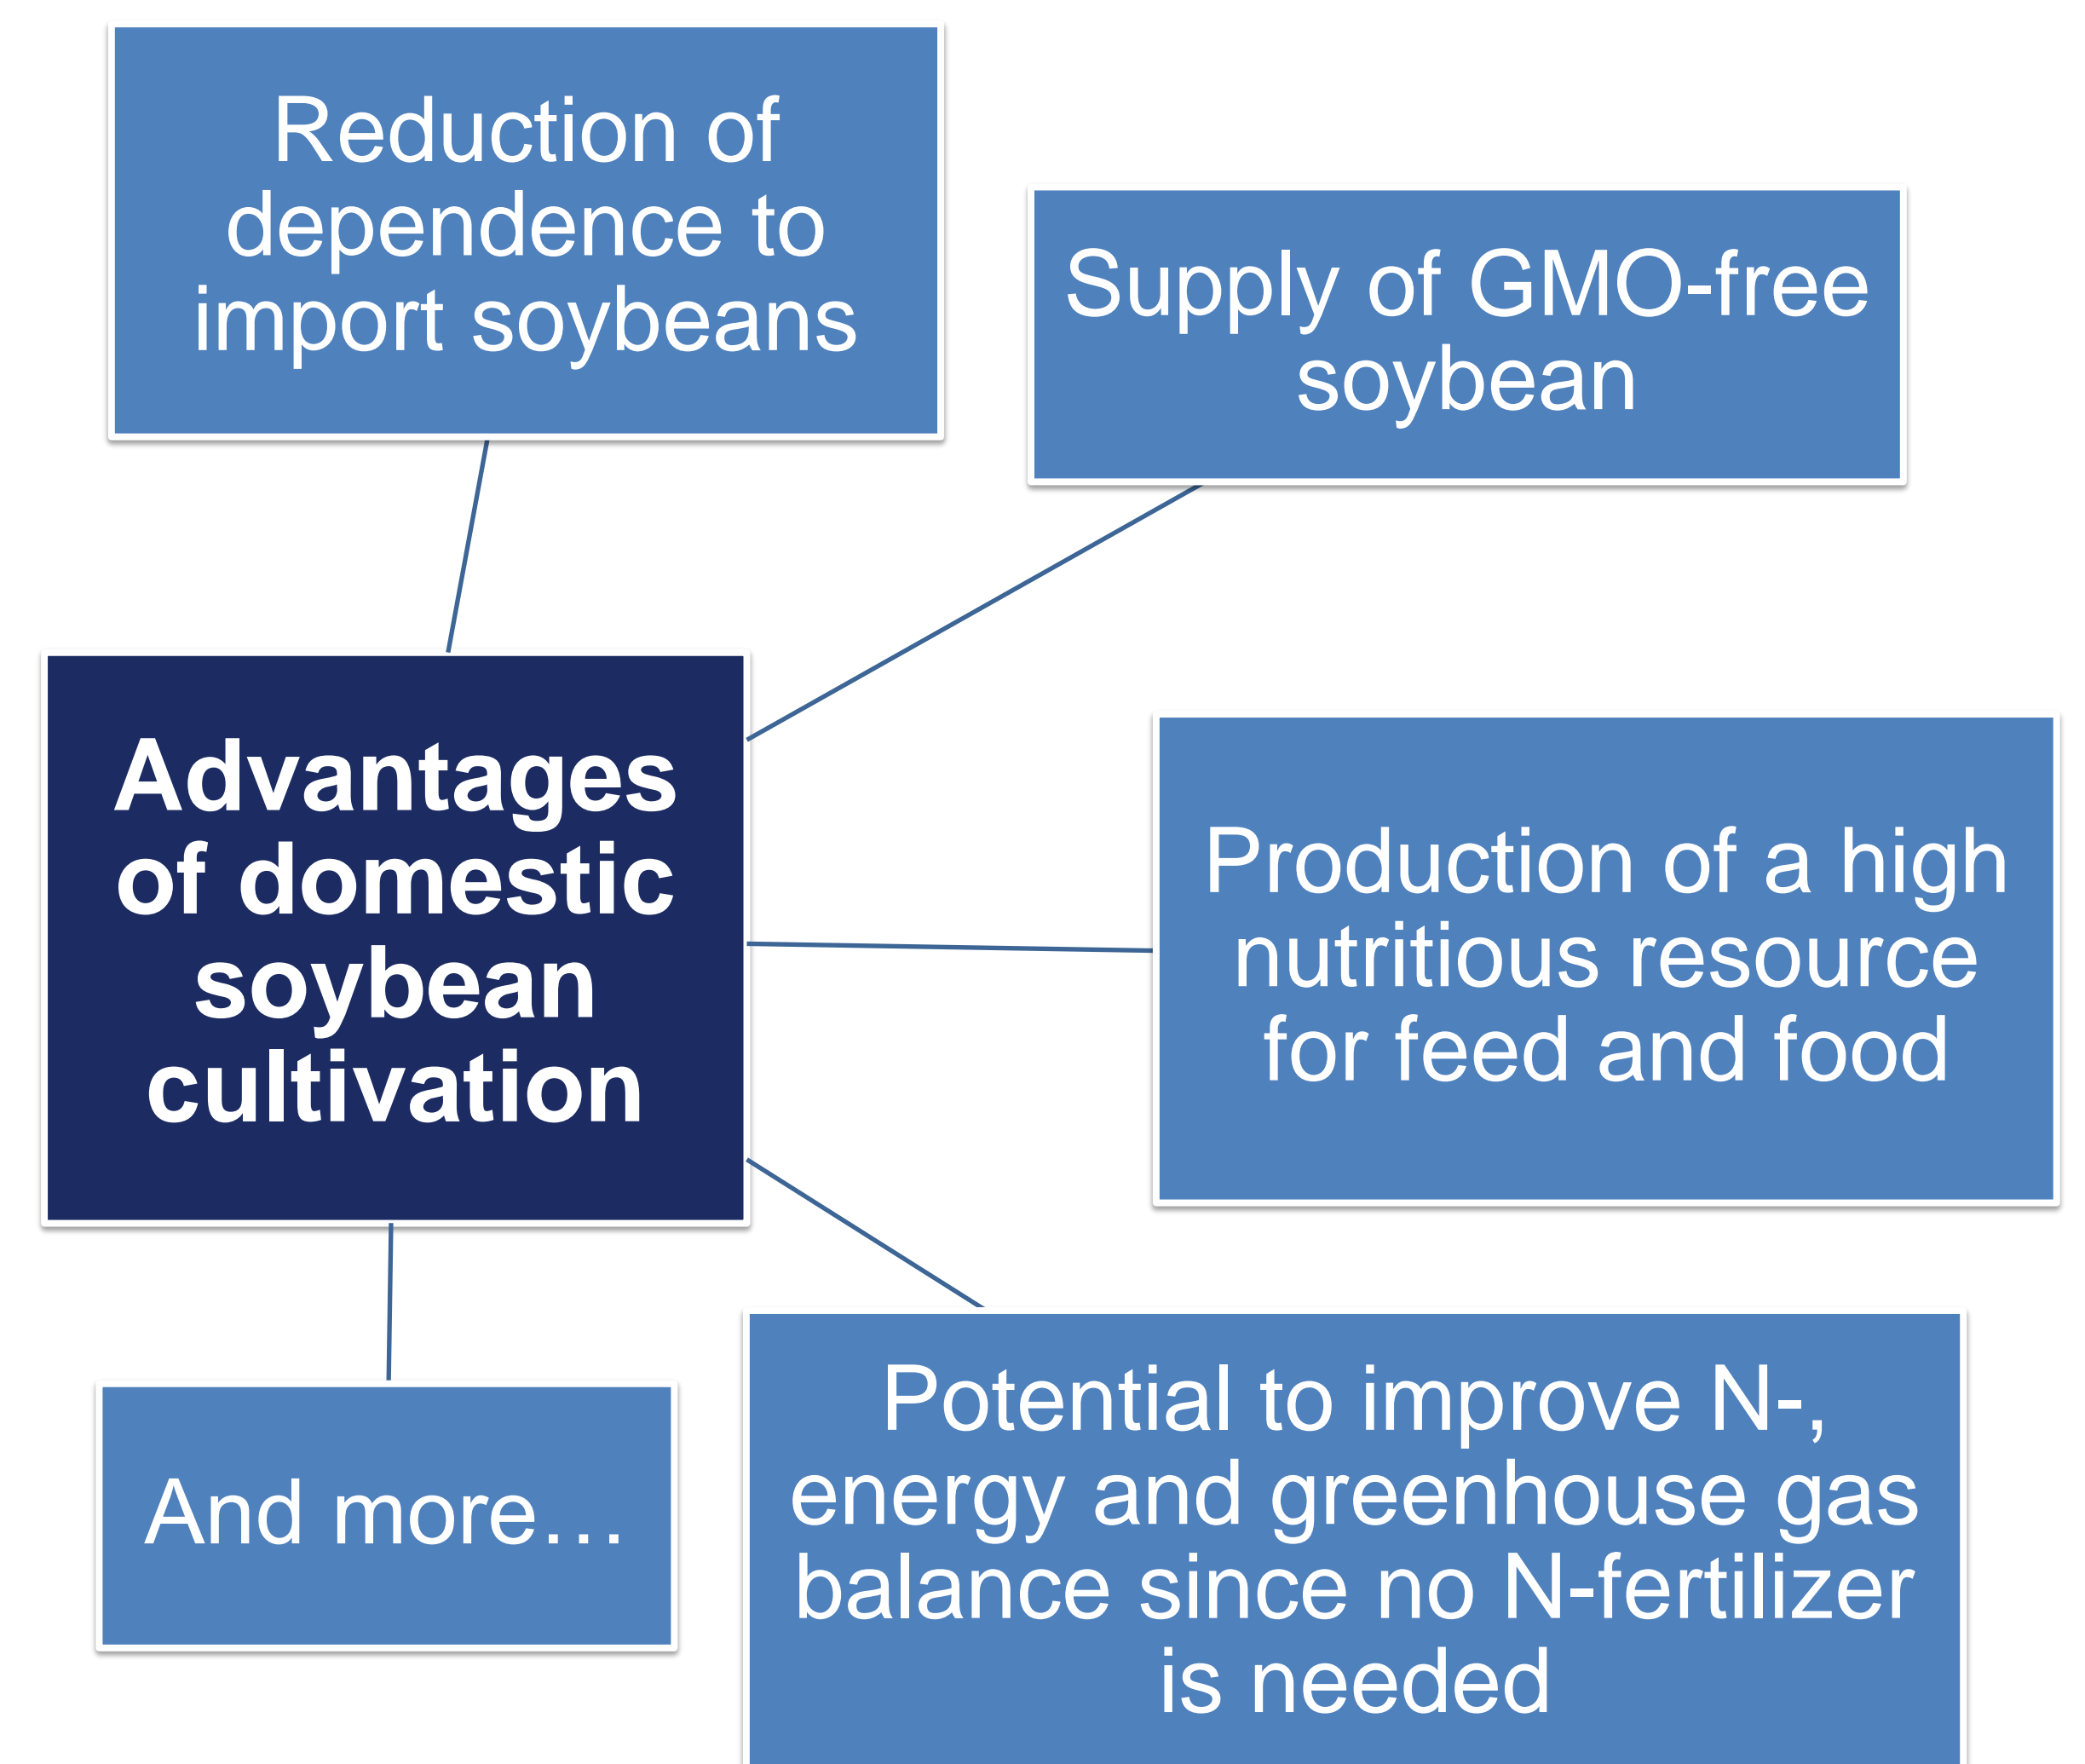 Reduction of
dependence to
import soybeans
Supply of GMO-free
soybean
Advantages
of domestic
soybean
cultivation
Production of a high
nutritious resource
for feed and food
Potential to improve N-,
energy and greenhouse gas
balance since no N-fertilizer
is needed
And more…